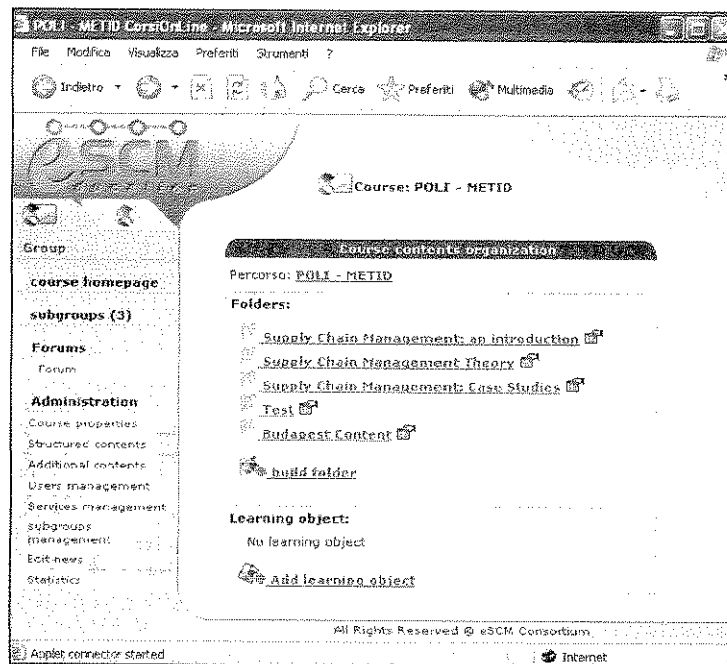 POLI - METID CorsiOnLine - Microsoft Internet Explorer
File Modifica Visualizza Preferiti Strumenti ?
Indietro Cerca Preferiti Multimedia
eSCM
Course: POLI - METID
Group
course homepage
subgroups (3)
Forums
Forum
Administration
Course properties
Structured contents
Additional contents
Users management
Services management
subgroups
management
Edit news
Statistics
Course contents organization
Percorso: POLI - METID
Folders:
Supply Chain Management: an introduction
Supply Chain Management Theory
Supply Chain Management: Case Studies
Test
Budapest Content
build folder
Learning object:
No learning object
Add learning object
All Rights Reserved @ eSCM Consortium
Applet connector started
Internet